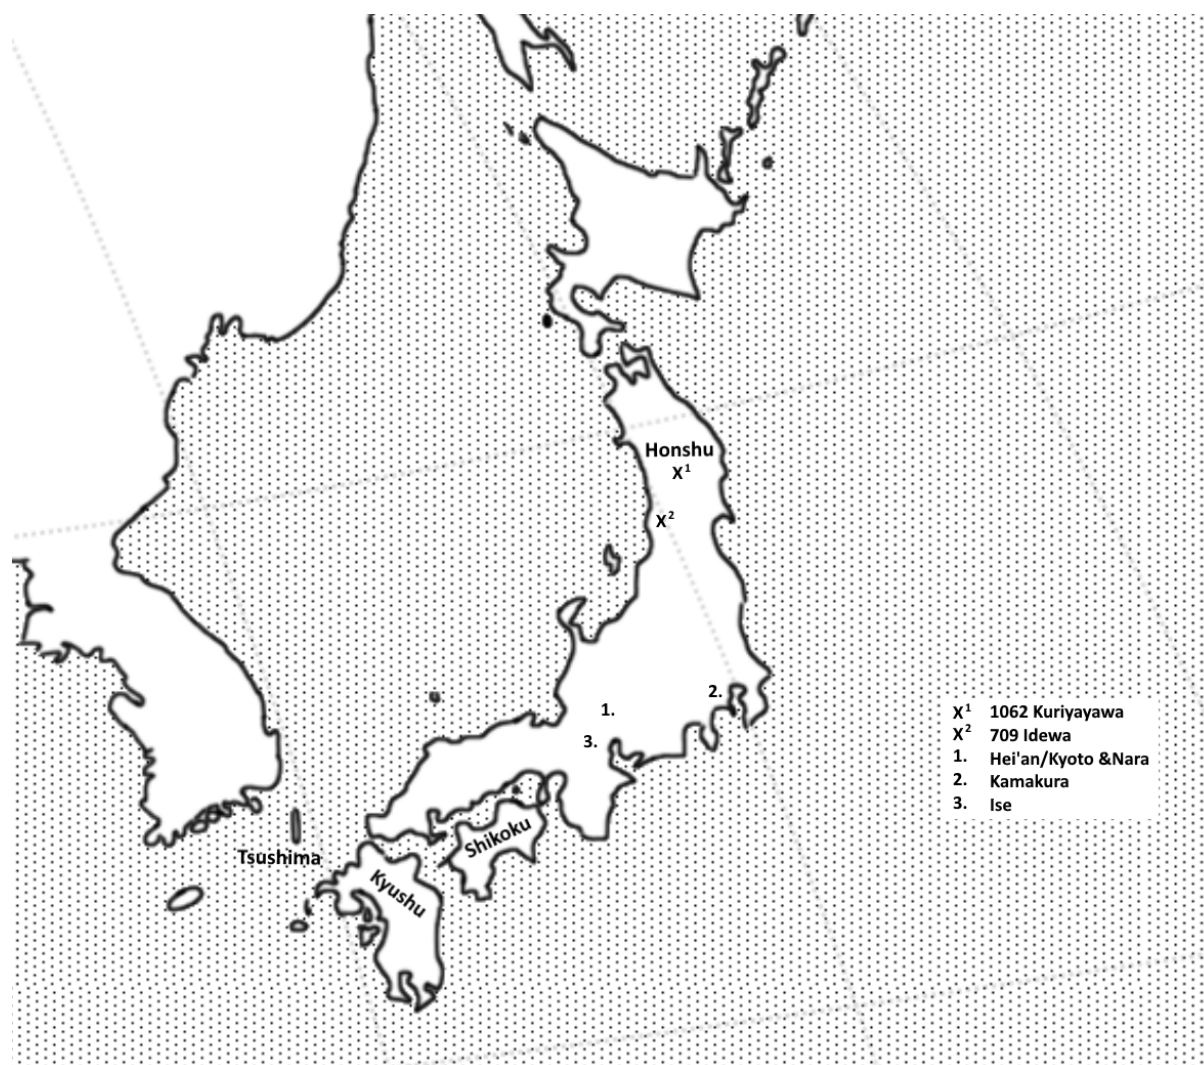 Honshu
X1
X2
2.
1.
3.
Shikoku
Tsushima
Kyushu
X1 1062 Kuriyayawa
X2 709 Idewa
1. Hei'an/Kyoto &Nara
2. Kamakura
3. Ise